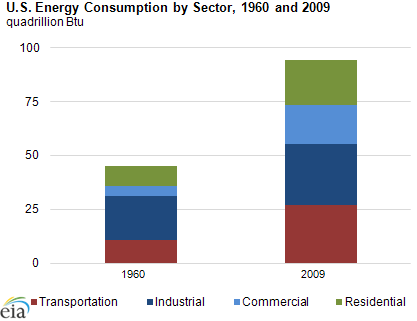 U.S. Energy Consumption by Sector, 1960 and 2009
quadrillion Btu
100
75
50
25
0
1960
2009
eia
Transportation Industrial Commercial Residential